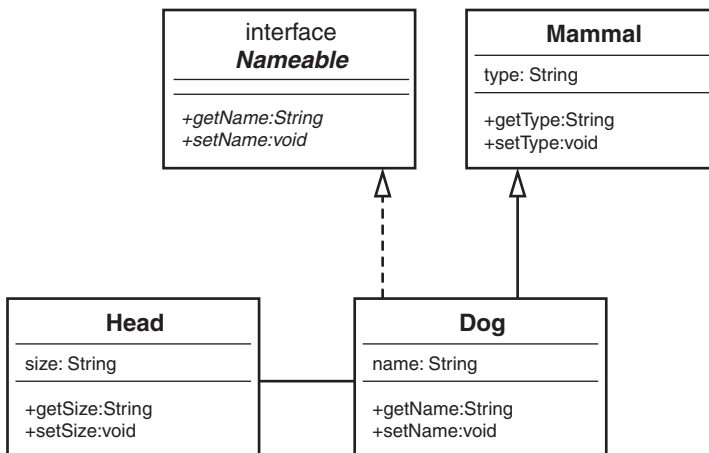 interface
Nameable
+getName:String
+setName:void
Mammal
type: String
+getType:String
+setType:void
Head
size: String
+getSize:String
+setSize:void
Dog
name: String
+getName:String
+setName:void